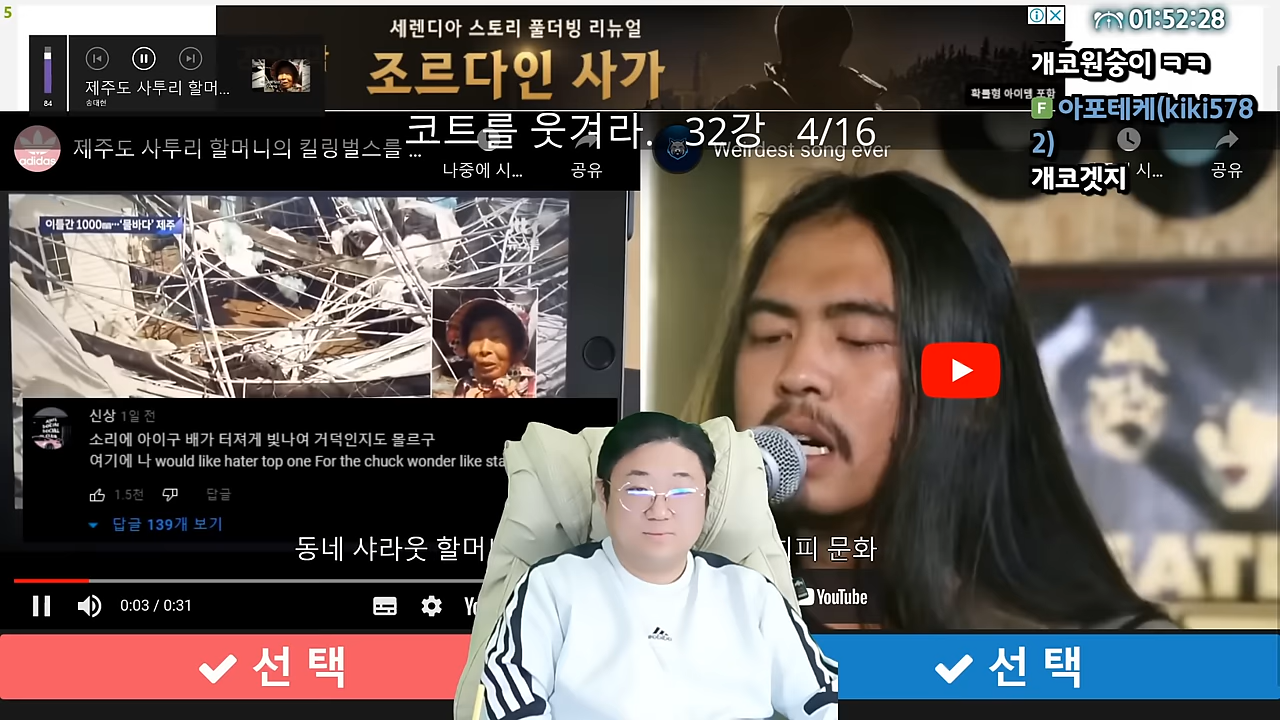 5
세렌디아 스토리 풀더빙 리뉴얼
조르다인 사가
확률형 아이템 포함
01:52:28
84
제주도 사투리 할머...
송대현
개코원숭이 ㅋㅋ
F 아포테케(kiki578
2)
개코겟지
코트를 웃겨라. 32강 4/16
adidas
제주도 사투리 할머니의 킬링벌스를 ...
나중에 시...
공유
Weirdest song ever
시...
공유
이틀간 1000㎜…'물바다' 제주
신상 1일 전
소리에 아이구 배가 터져게 빛나여 거덕인지도 몰르구
여기에 나 would like hater top one For the chuck wonder like sta
1.5천 답글
답글 139개 보기
동네 샤라웃 할머
피 문화
0:03 / 0:31
YouTube
선 택
선 택